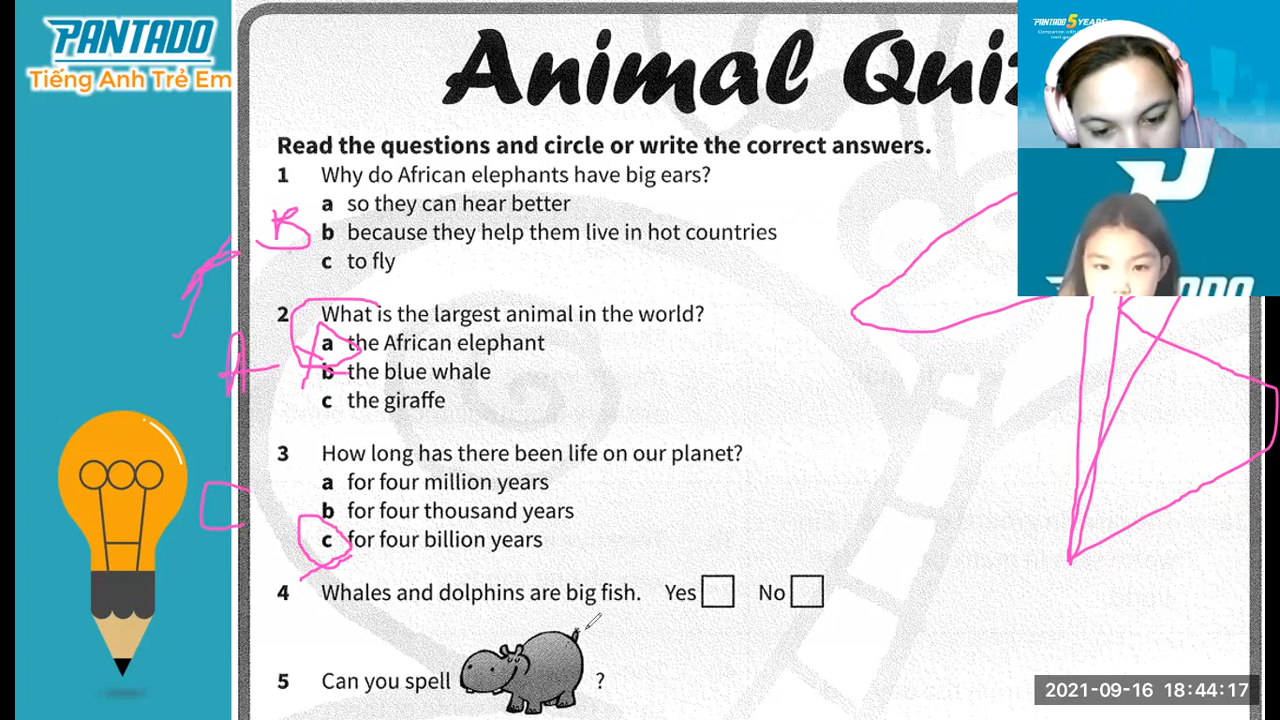 PANTADO
Tiếng Anh Trẻ Em
PANTADO 5 YEARS
Animal Quiz
Read the questions and circle or write the correct answers.
1 Why do African elephants have big ears?
a so they can hear better
B
b because they help them live in hot countries
c to fly
2 What is the largest animal in the world?
a the African elephant
A
b the blue whale
c the giraffe
3 How long has there been life on our planet?
a for four million years
b for four thousand years
c for four billion years
4 Whales and dolphins are big fish. Yes No
5 Can you spell ?
2021-09-16 18:44:17